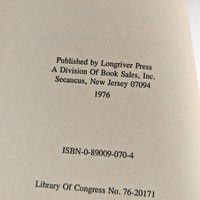 Published by Longriver Press
A Division Of Book Sales, Inc.
Secaucus, New Jersey 07094
1976
ISBN-0-89009-070-4
Library Of Congress No. 76-20171